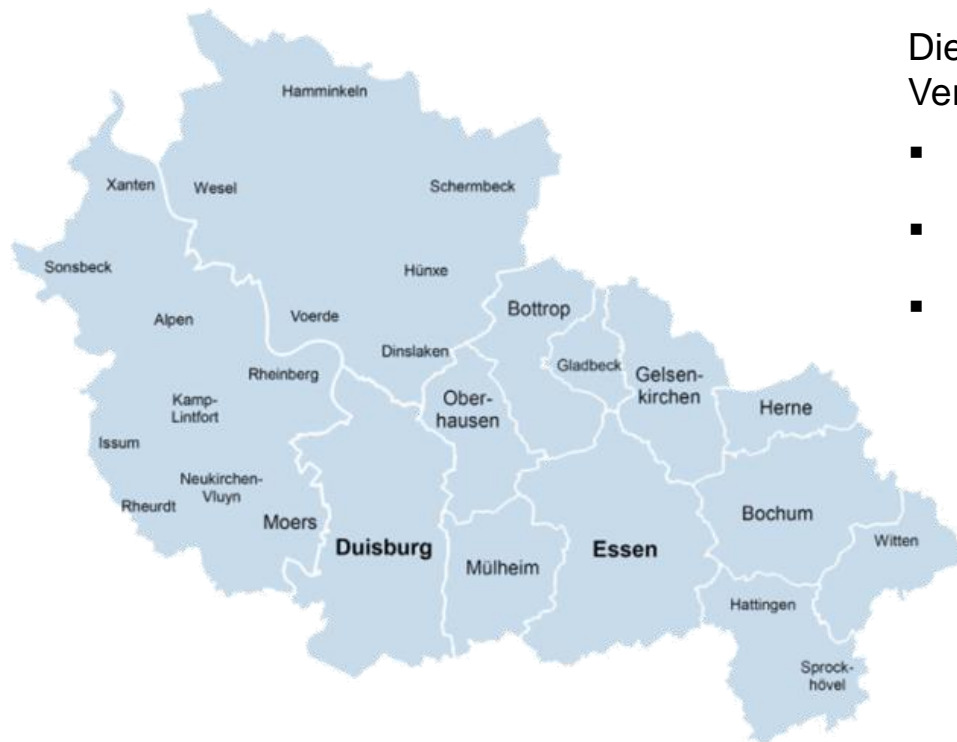 Die
Ver
▪
▪
▪
Hamminkeln
Xanten
Wesel
Schermbeck
Sonsbeck
Hünxe
Alpen
Voerde
Bottrop
Dinslaken
Gladbeck
Rheinberg
Gelsen-
kirchen
Kamp-
Lintfort
Ober-
hausen
Herne
Issum
Neukirchen-
Vluyn
Rheurdt
Moers
Bochum
Duisburg
Mülheim
Essen
Witten
Hattingen
Sprock-
hövel